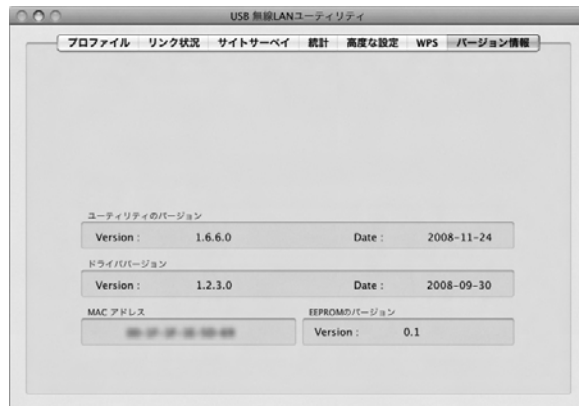 USB 無線LANユーティリティ
プロファイル リンク状況 サイトサーベイ 統計 高度な設定 WPS バージョン情報
ユーティリティのバージョン
Version : 1.6.6.0 Date : 2008-11-24
ドライババージョン
Version : 1.2.3.0 Date : 2008-09-30
MAC アドレス
EEPROMのバージョン
Version : 0.1